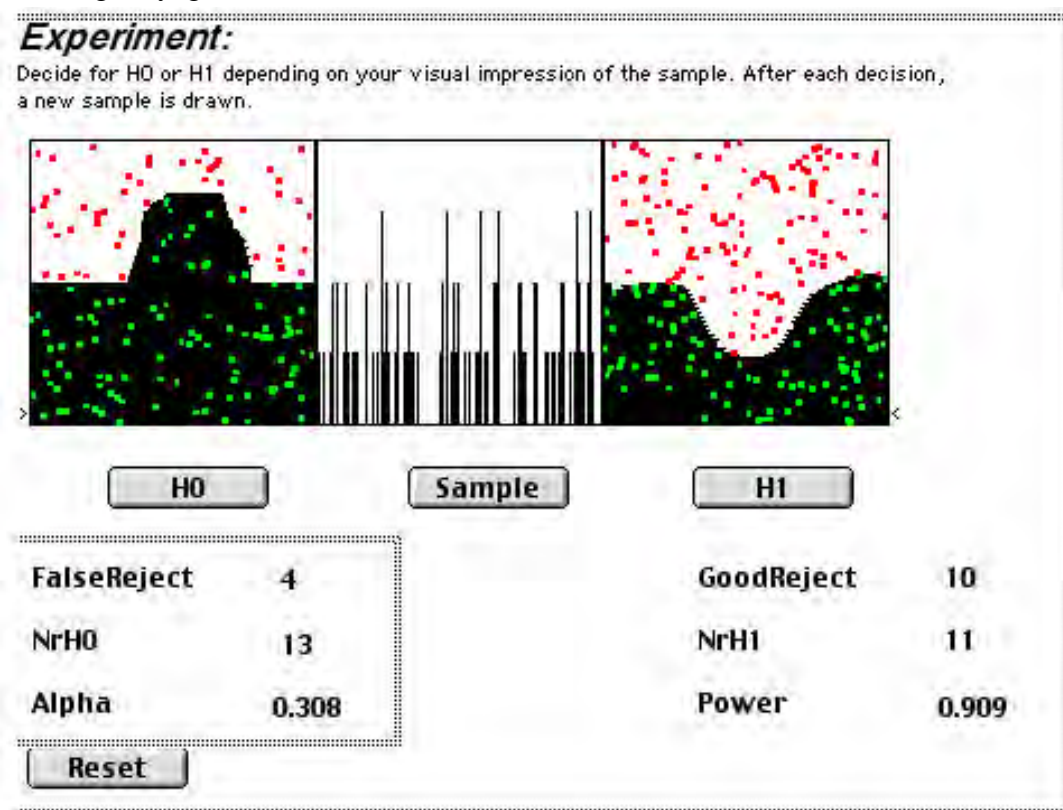 Experiment:
Decide for H0 or H1 depending on your visual impression of the sample. After each decision,
a new sample is drawn.
> <
H0 Sample H1
FalseReject 4 GoodReject 10
NrH0 13 NrH1 11
Alpha 0.308 Power 0.909
Reset